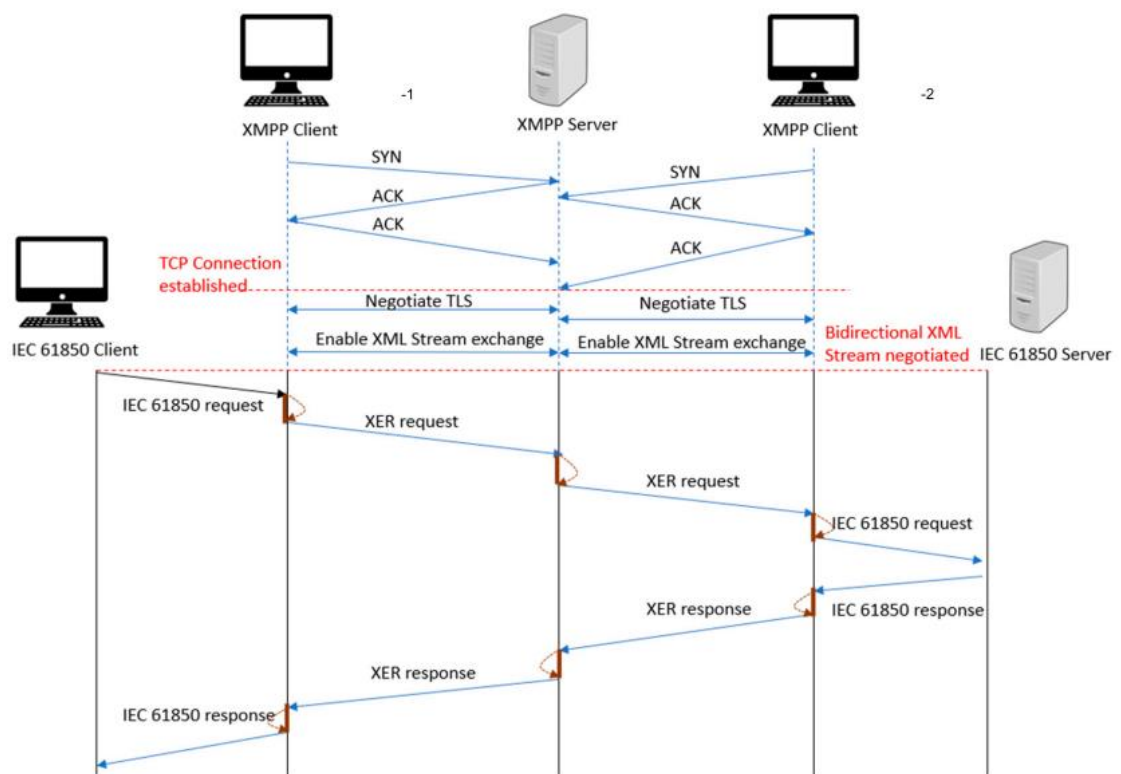 -1
-2
XMPP Client
XMPP Server
XMPP Client
SYN
SYN
ACK
ACK
ACK
ACK
TCP Connection
established
Negotiate TLS
Negotiate TLS
Enable XML Stream exchange
Enable XML Stream exchange
Bidirectional XML
Stream negotiated
IEC 61850 Client
IEC 61850 Server
IEC 61850 request
XER request
XER request
IEC 61850 request
IEC 61850 response
XER response
XER response
IEC 61850 response